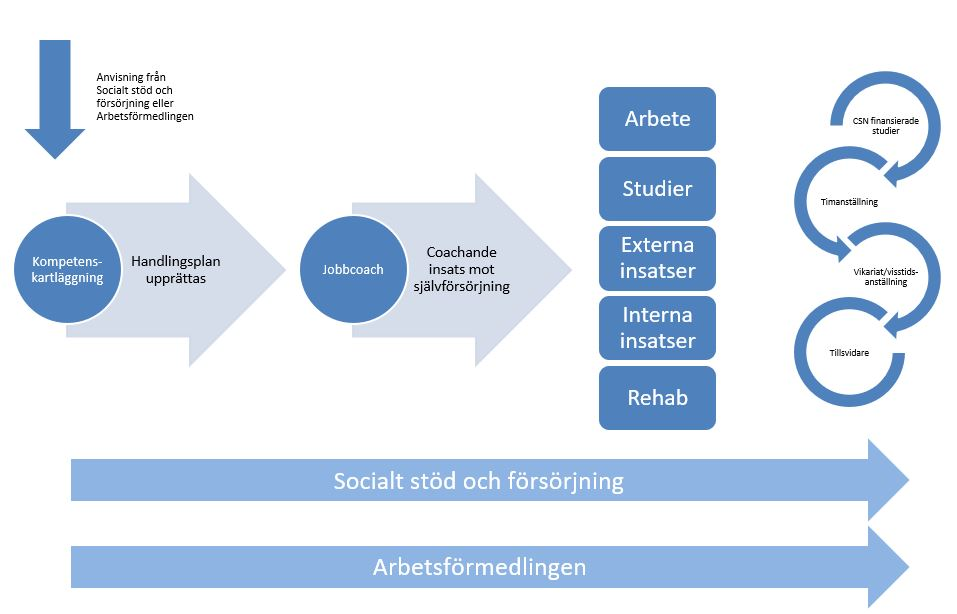 Anvisning från
Socialt stöd och
försörjning eller
Arbetsförmedlingen
Kompetens-
kartläggning
Handlingsplan
upprättas
Jobbcoach
Coachande
insats mot
självförsörjning
Arbete
Studier
Externa
insatser
Interna
insatser
Rehab
CSN finansierade
studier
Timanställning
Vikariat/visstids-
anställning
Tillsvidare
Socialt stöd och försörjning
Arbetsförmedlingen